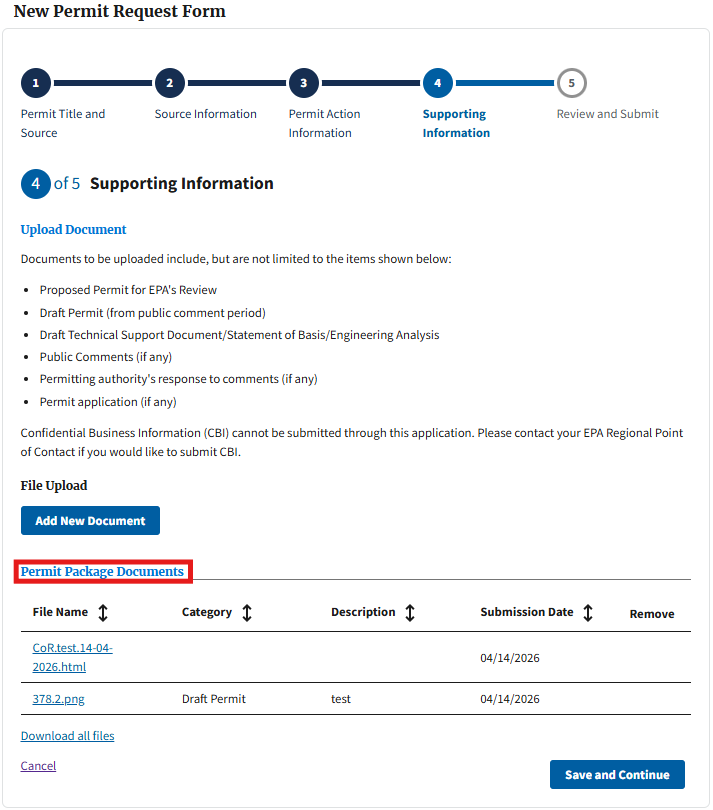 New Permit Request Form
1 2 3 4 5
Permit Title and Source Information Permit Action Supporting Review and Submit
Source Information Information
4 of 5 Supporting Information
Upload Document
Documents to be uploaded include, but are not limited to the items shown below:
• Proposed Permit for EPA's Review
• Draft Permit (from public comment period)
• Draft Technical Support Document/Statement of Basis/Engineering Analysis
• Public Comments (if any)
• Permitting authority's response to comments (if any)
• Permit application (if any)
Confidential Business Information (CBI) cannot be submitted through this application. Please contact your EPA Regional Point
of Contact if you would like to submit CBI.
File Upload
Add New Document
Permit Package Documents
File Name Category Description Submission Date Remove
CoR.test.14-04-
2026.html 04/14/2026
378.2.png Draft Permit test 04/14/2026
Download all files
Cancel
Save and Continue